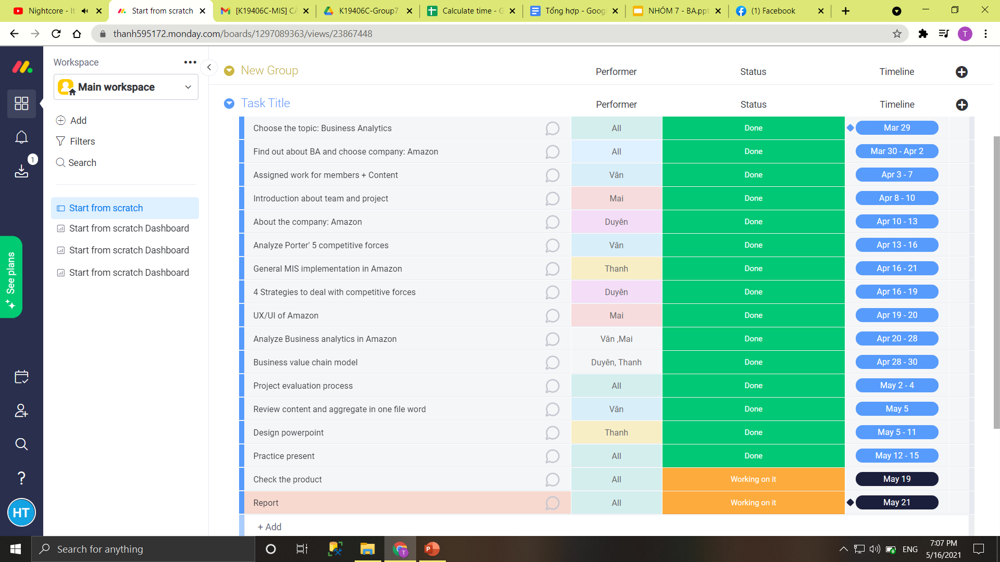 Nightcore - It
Start from scratch
[K19406C-MIS] CÂ
K19406C-Group7
Calculate time - G
Tổng hợp - Googl
NHÓM 7 - BA.ppt
(1) Facebook
thanh595172.monday.com/boards/1297089363/views/23867448
T
Workspace
Main workspace
Add
Filters
Search
1
Start from scratch
Start from scratch Dashboard
Start from scratch Dashboard
Start from scratch Dashboard
See plans
HT
New Group Performer Status Timeline
Task Title Performer Status Timeline
Choose the topic: Business Analytics All Done Mar 29
Find out about BA and choose company: Amazon All Done Mar 30 - Apr 2
Assigned work for members + Content Vân Done Apr 3 - 7
Introduction about team and project Mai Done Apr 8 - 10
About the company: Amazon Duyên Done Apr 10 - 13
Analyze Porter' 5 competitive forces Vân Done Apr 13 - 16
General MIS implementation in Amazon Thanh Done Apr 16 - 21
4 Strategies to deal with competitive forces Duyên Done Apr 16 - 19
UX/UI of Amazon Mai Done Apr 19 - 20
Analyze Business analytics in Amazon Vân ,Mai Done Apr 20 - 28
Business value chain model Duyên, Thanh Done Apr 28 - 30
Project evaluation process All Done May 2 - 4
Review content and aggregate in one file word Vân Done May 5
Design powerpoint Thanh Done May 5 - 11
Practice present All Done May 12 - 15
Check the product All Working on it May 19
Report All Working on it May 21
+ Add
Search for anything
T
P
ENG
7:07 PM
5/16/2021